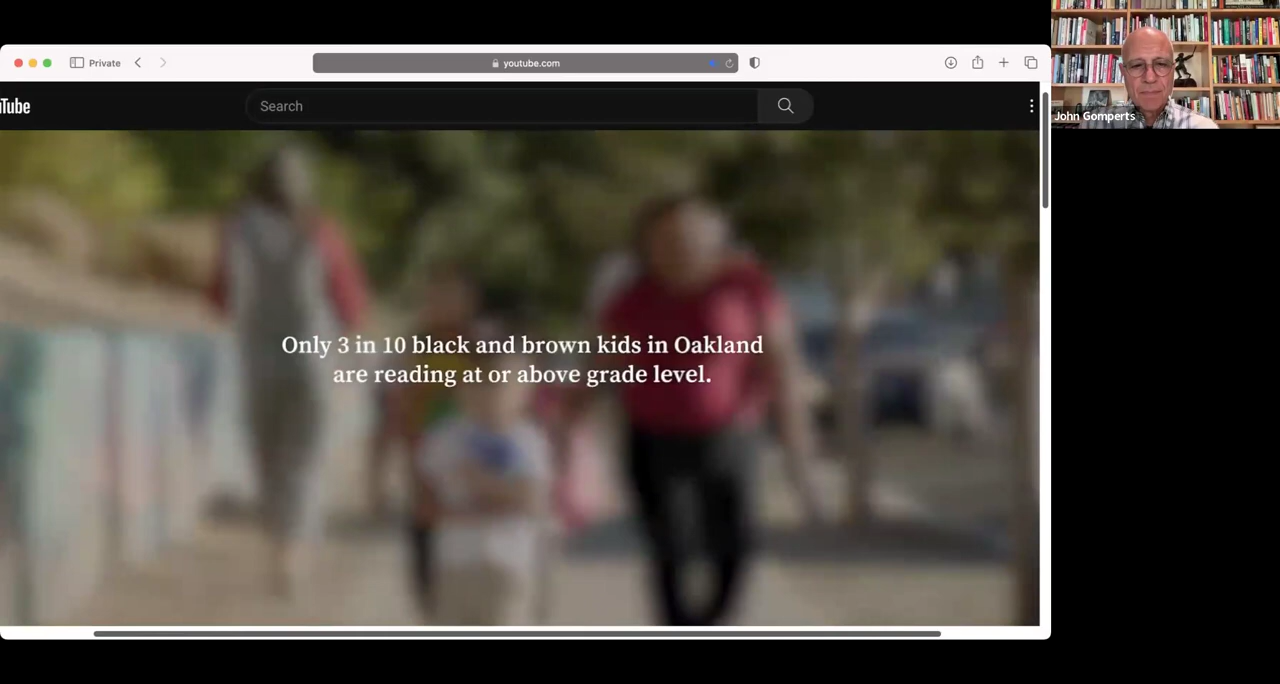 Private
youtube.com
Tube
Search
John Gomperts
Only 3 in 10 black and brown kids in Oakland
are reading at or above grade level.